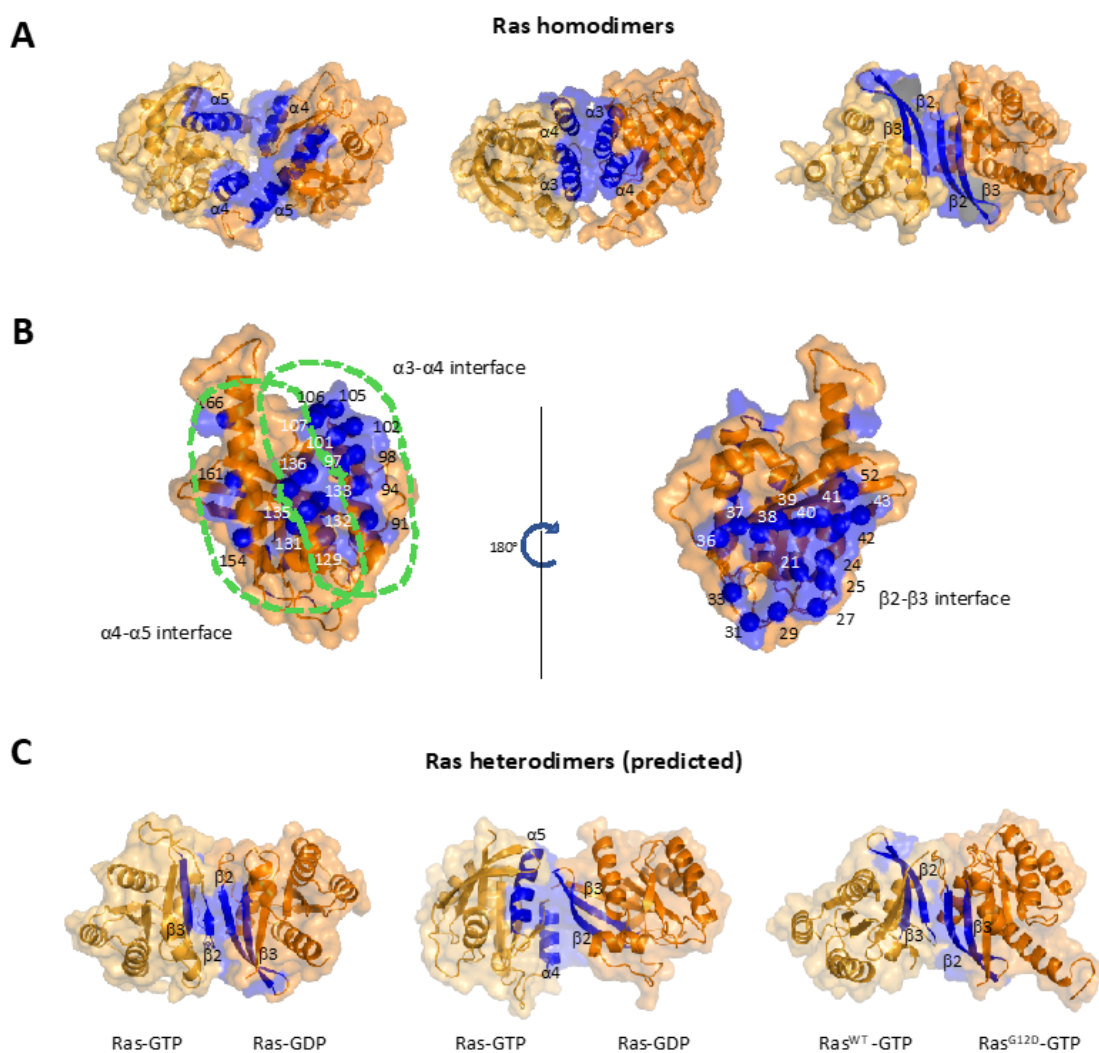 A
Ras homodimers
α5
α4
α4
α5
α3
α4
α3
α4
β2
β3
β3
β2
B
α3-α4 interface
166
106
105
107
102
101
136
97
98
161
133
94
135
132
91
131
154
129
α4-α5 interface
180°
52
39
41
43
37
38
40
36
42
21
24
25
33
27
31
29
β2-β3 interface
C
Ras heterodimers (predicted)
β2
β3
β2
β3
α5
β3
β2
α4
β2
β3
β3
β2
Ras-GTP
Ras-GDP
Ras-GTP
Ras-GDP
Ras^WT -GTP
Ras^G12D-GTP